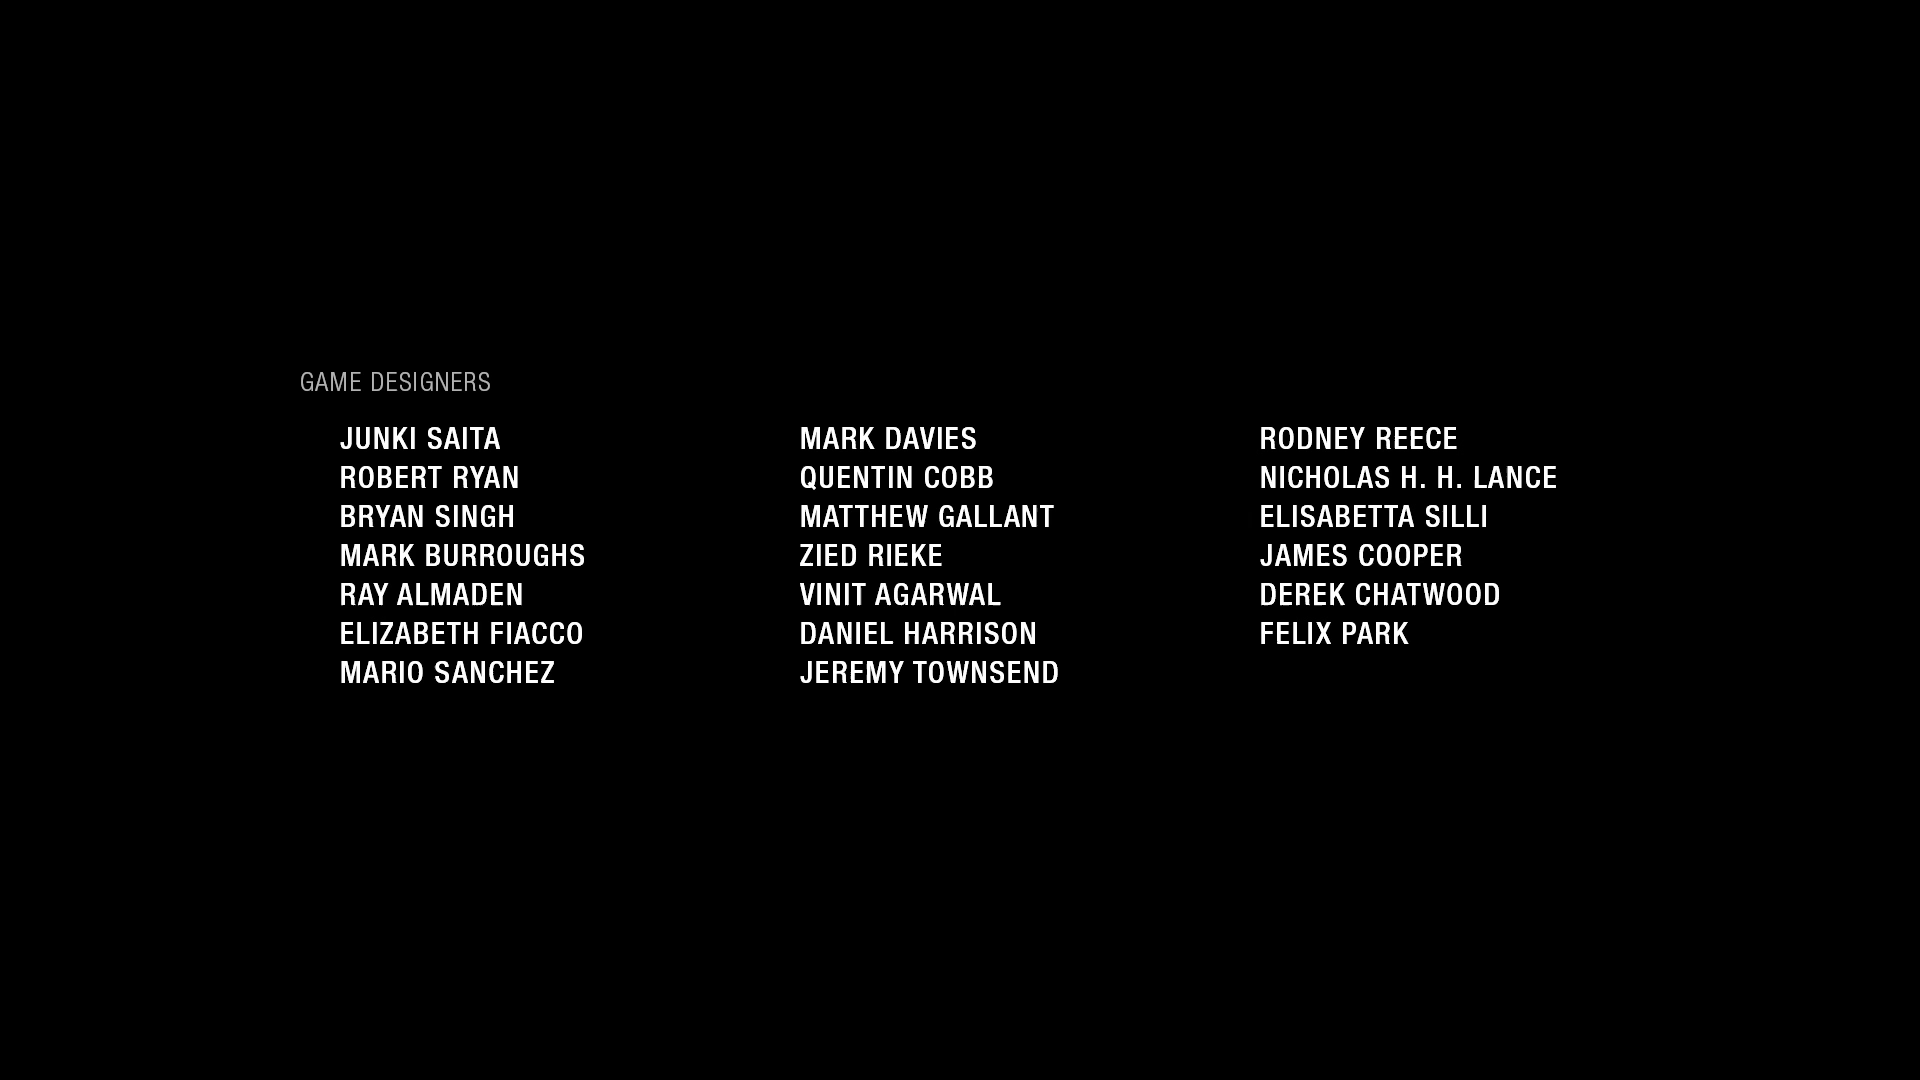 GAME DESIGNERS
JUNKI SAITA
ROBERT RYAN
BRYAN SINGH
MARK BURROUGHS
RAY ALMADEN
ELIZABETH FIACCO
MARIO SANCHEZ
MARK DAVIES
QUENTIN COBB
MATTHEW GALLANT
ZIED RIEKE
VINIT AGARWAL
DANIEL HARRISON
JEREMY TOWNSEND
RODNEY REECE
NICHOLAS H. H. LANCE
ELISABETTA SILLI
JAMES COOPER
DEREK CHATWOOD
FELIX PARK